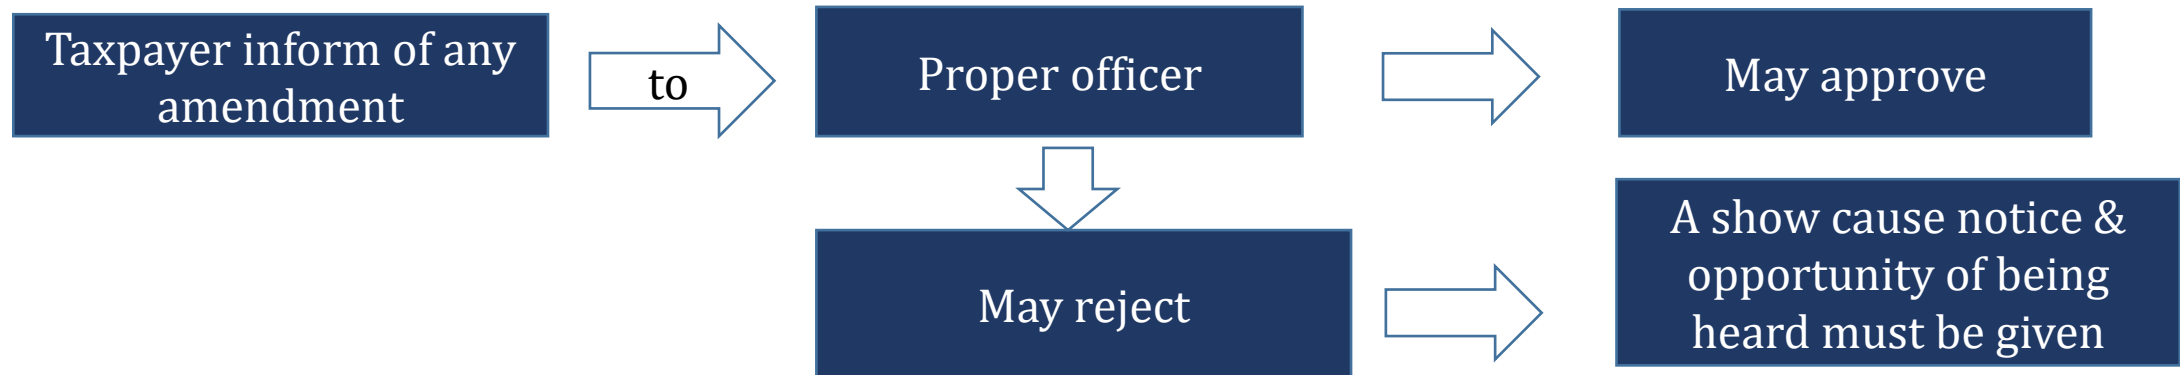 Taxpayer inform of any
amendment
to
Proper officer
May approve
May reject
A show cause notice &
opportunity of being
heard must be given